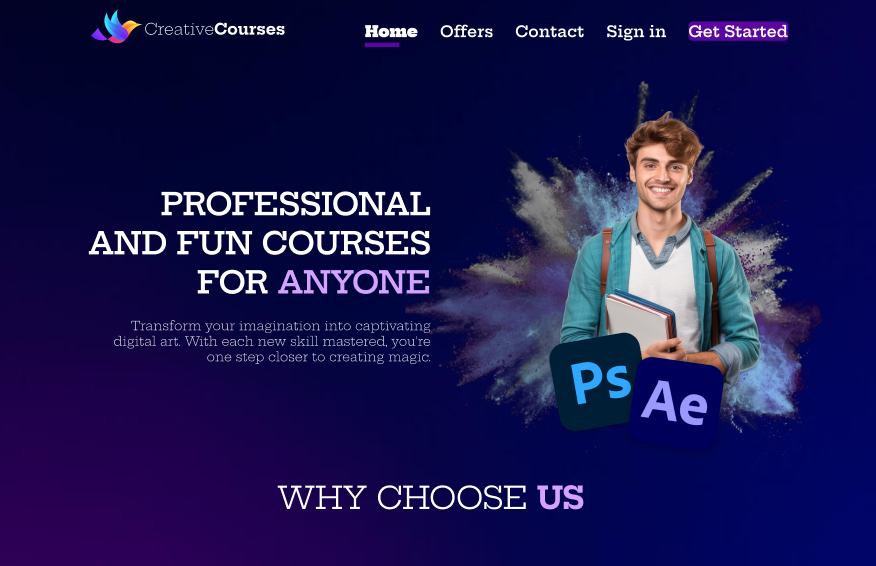 CreativeCourses
Home
Offers
Contact
Sign in
Get Started
PROFESSIONAL
AND FUN COURSES
FOR ANYONE
Transform your imagination into captivating
digital art. With each new skill mastered, you're
one step closer to creating magic.
Ps
Ae
WHY CHOOSE US